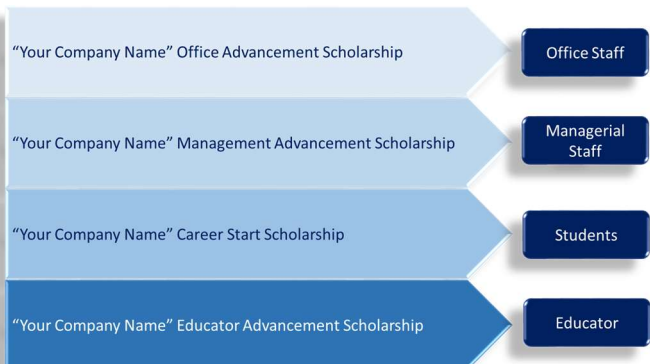 “Your Company Name” Office Advancement Scholarship
Office Staff
“Your Company Name” Management Advancement Scholarship
Managerial
Staff
“Your Company Name” Career Start Scholarship
Students
“Your Company Name” Educator Advancement Scholarship
Educator